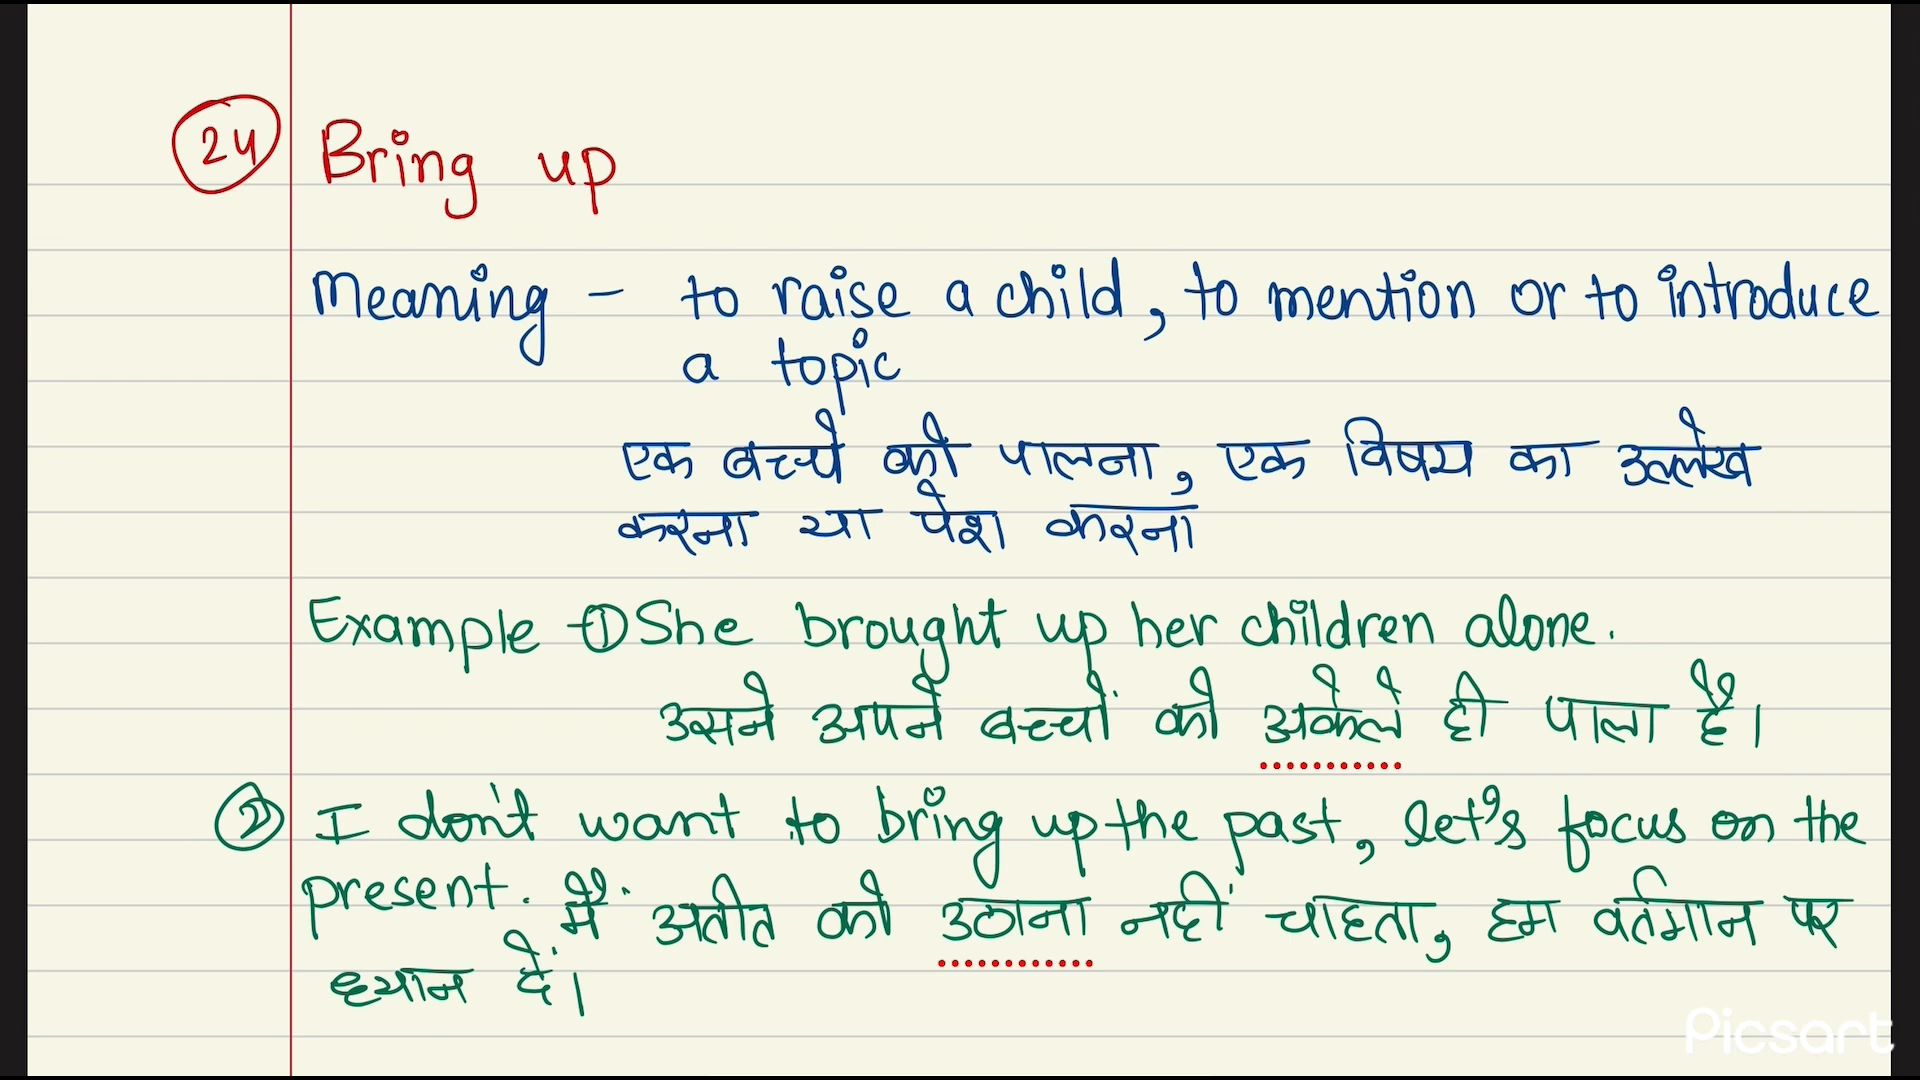 24 Bring up
Meaning - to raise a child, to mention or to introduce
a topic
एक बच्चे को पालना, एक विषय का उल्लेख
करना या पेश करना
Example - ① She brought up her children alone.
उसने अपने बच्चों को अकेले ही पाला है।
② I don't want to bring up the past, let's focus on the
present. मैं अतीत को उठाना नहीं चाहता, हम वर्तमान पर
ध्यान दें।
Picsart